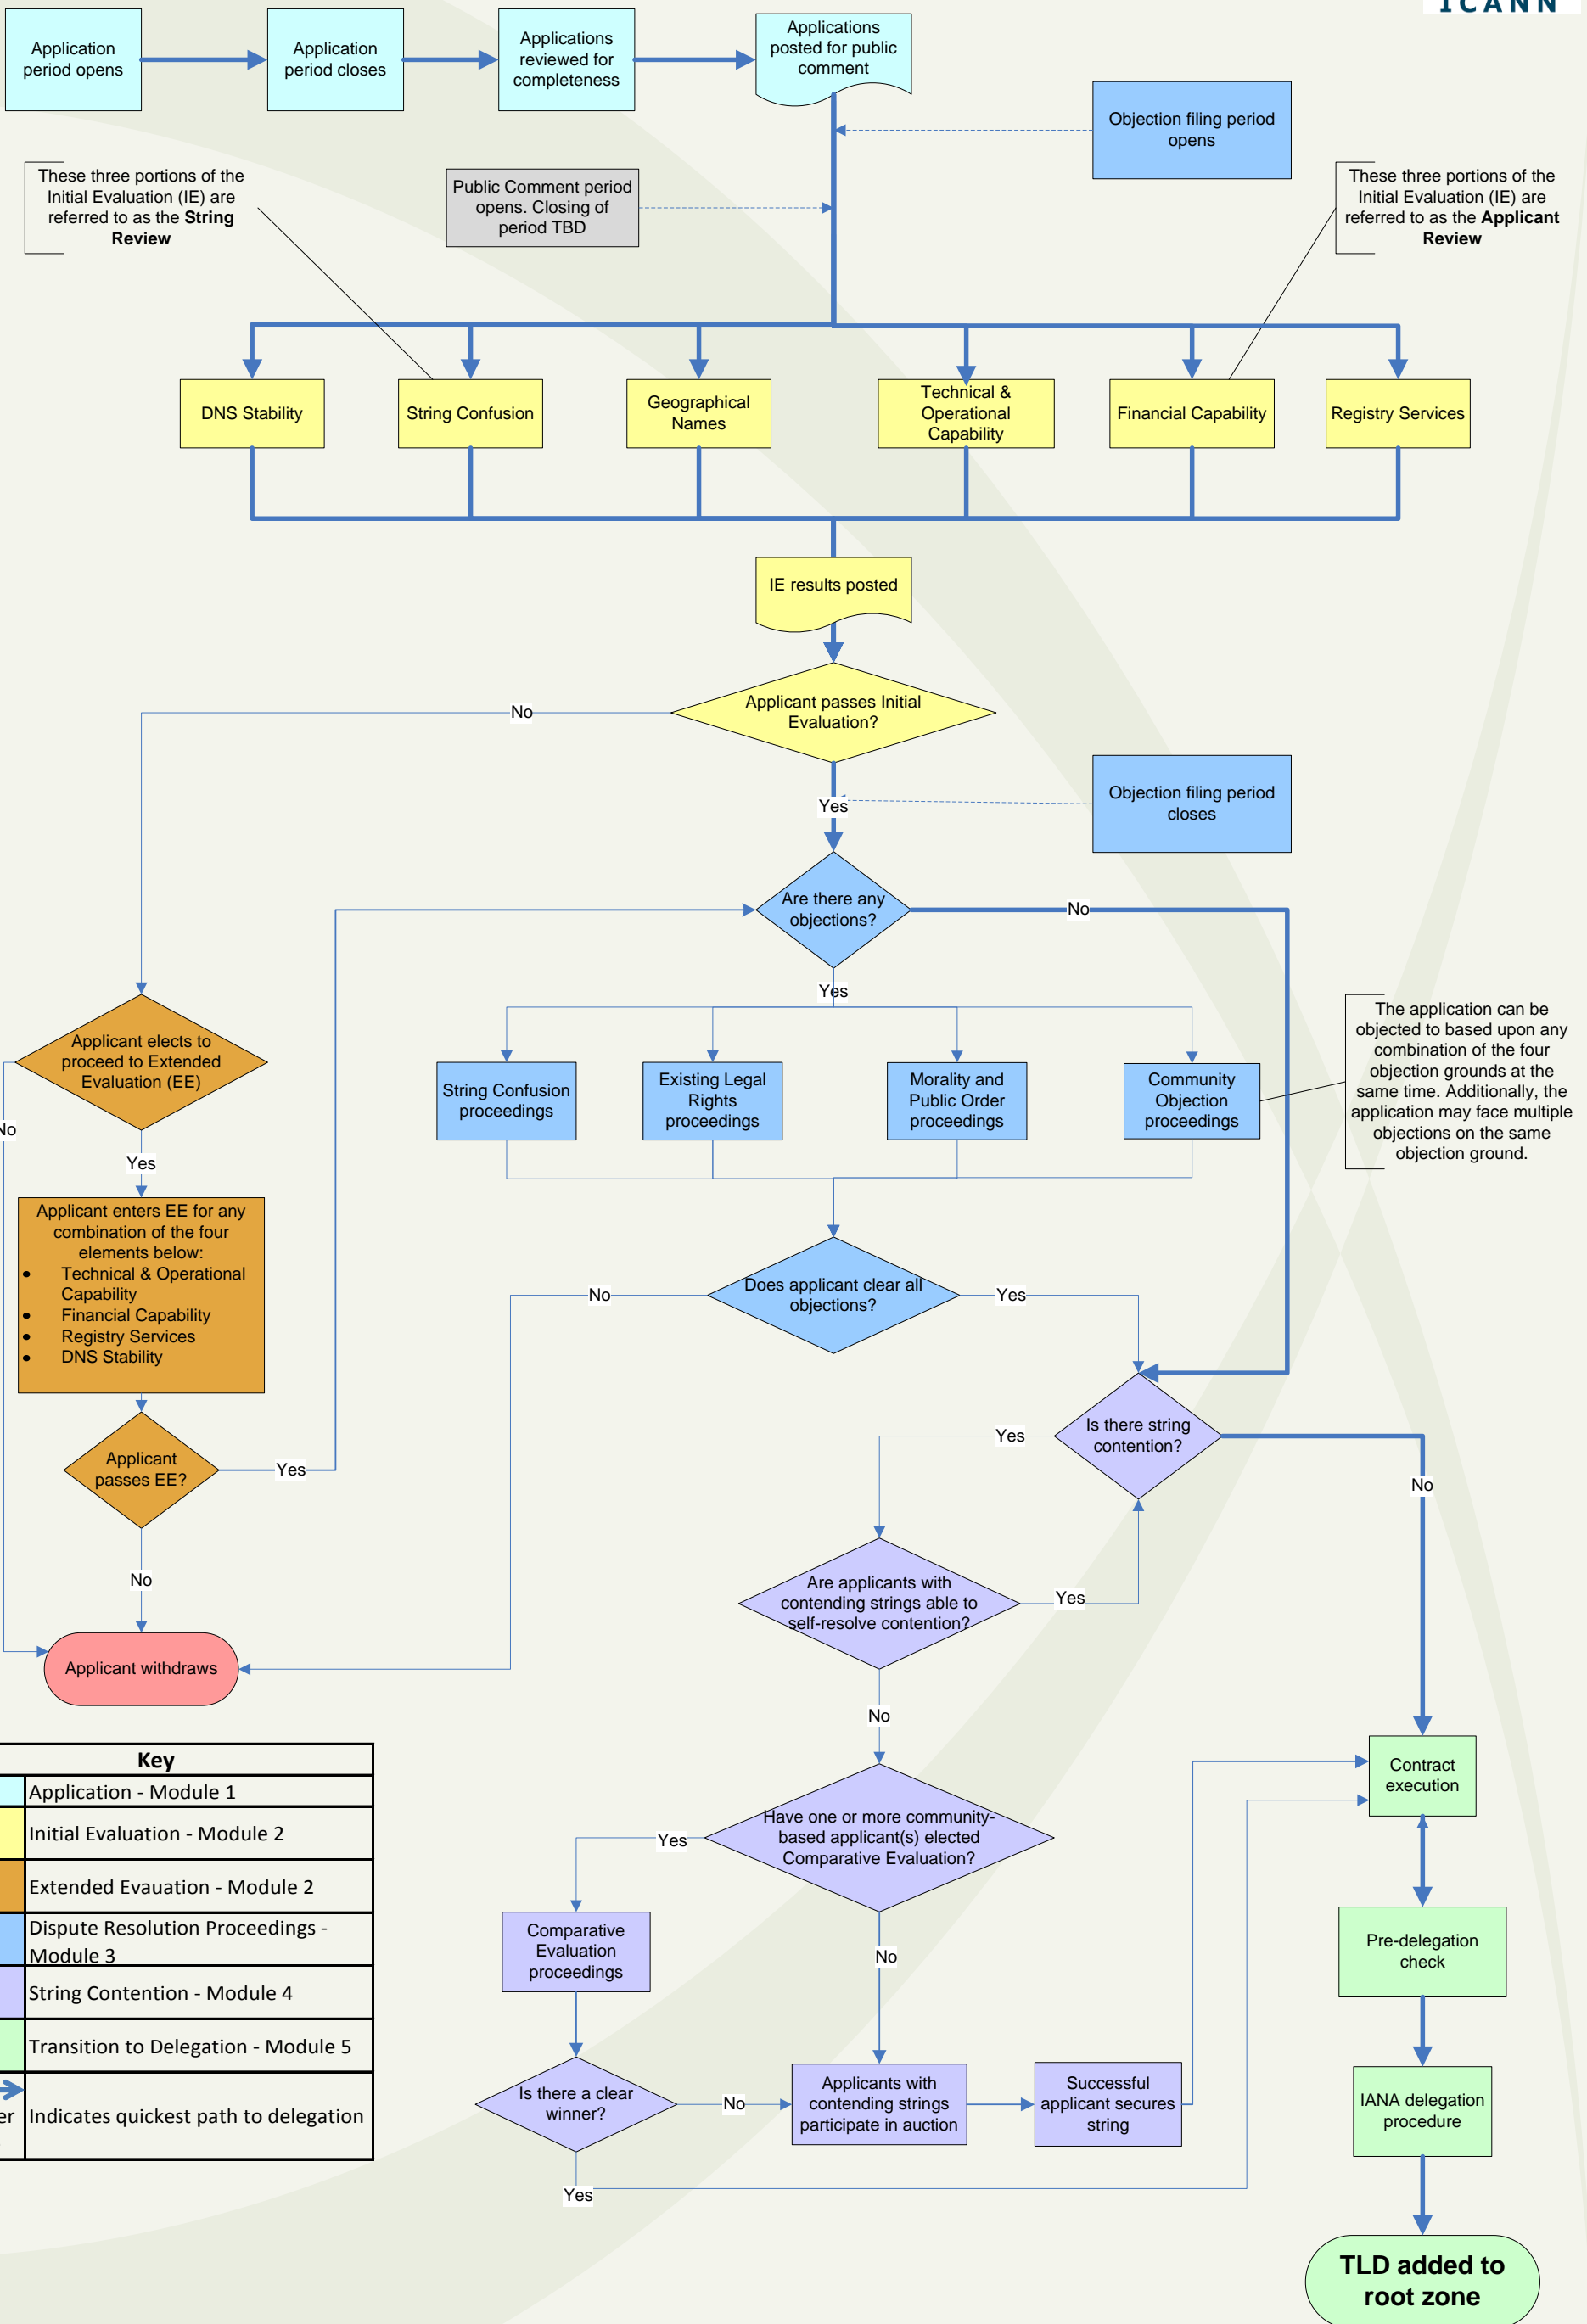 ICANN
Application
period opens
Application
period closes
Applications
reviewed for
completeness
Applications
posted for public
comment
Objection filing period
opens
These three portions of the
Initial Evaluation (IE) are
referred to as the String
Review
Public Comment period
opens. Closing of
period TBD
These three portions of the
Initial Evaluation (IE) are
referred to as the Applicant
Review
DNS Stability
String Confusion
Geographical
Names
Technical &
Operational
Capability
Financial Capability
Registry Services
IE results posted
Applicant passes Initial
Evaluation?
No
Yes
Objection filing period
closes
Are there any
objections?
No
Yes
Applicant elects to
proceed to Extended
Evaluation (EE)
No
Yes
String Confusion
proceedings
Existing Legal
Rights
proceedings
Morality and
Public Order
proceedings
Community
Objection
proceedings
The application can be
objected to based upon any
combination of the four
objection grounds at the
same time. Additionally, the
application may face multiple
objections on the same
objection ground.
Applicant enters EE for any
combination of the four
elements below:
• Technical & Operational
Capability
• Financial Capability
• Registry Services
• DNS Stability
Does applicant clear all
objections?
No
Yes
Applicant
passes EE?
Yes
No
Is there string
contention?
Yes
No
Are applicants with
contending strings able to
self-resolve contention?
Yes
No
Applicant withdraws
Have one or more community-
based applicant(s) elected
Comparative Evaluation?
Yes
No
Contract
execution
Comparative
Evaluation
proceedings
Pre-delegation
check
Is there a clear
winner?
No
Yes
Applicants with
contending strings
participate in auction
Successful
applicant secures
string
IANA delegation
procedure
TLD added to
root zone
Key
Application - Module 1
Initial Evaluation - Module 2
Extended Evauation - Module 2
Dispute Resolution Proceedings -
Module 3
String Contention - Module 4
Transition to Delegation - Module 5
Indicates quickest path to delegation